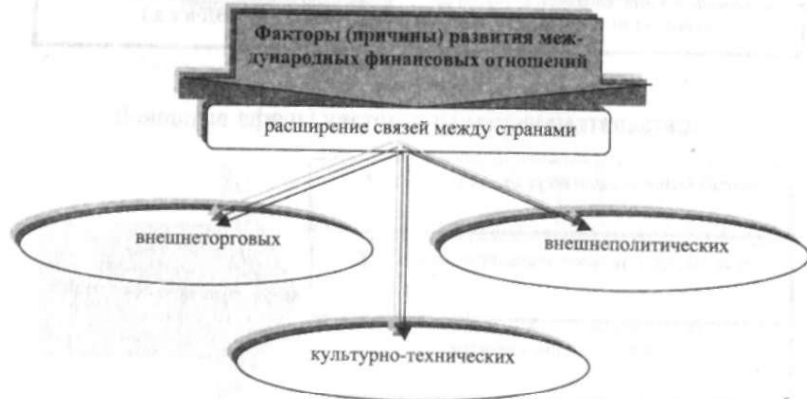 Факторы (причины) развития меж-
дународных финансовых отношений
расширение связей между странами
внешнеторговых
внешнеполитических
культурно-технических